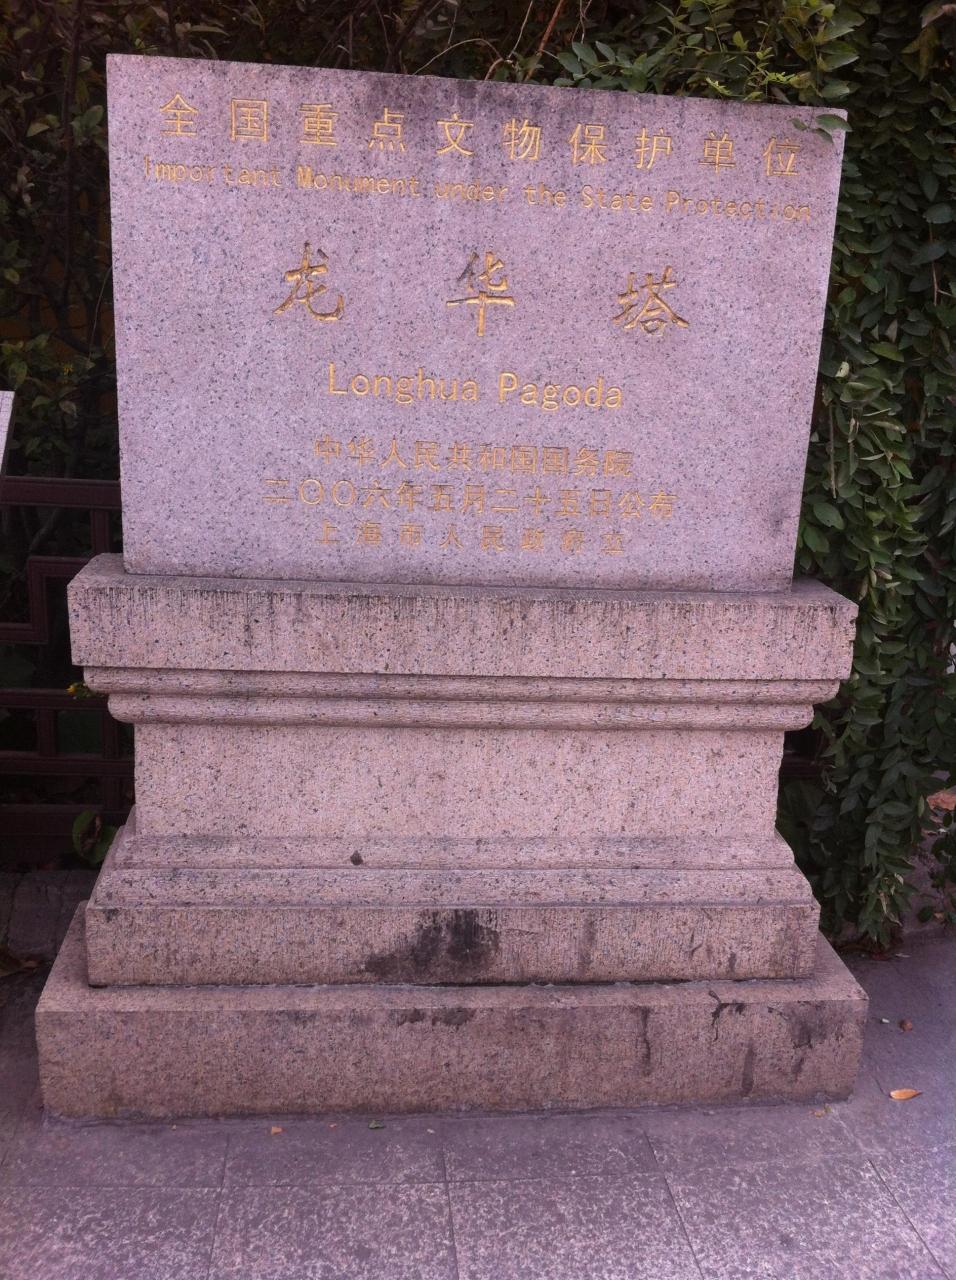 全国重点文物保护单位
Important Monument under the State Protection
龙华塔
Longhua Pagoda
中华人民共和国国务院
二〇〇六年五月二十五日公布
上海市人民政府立